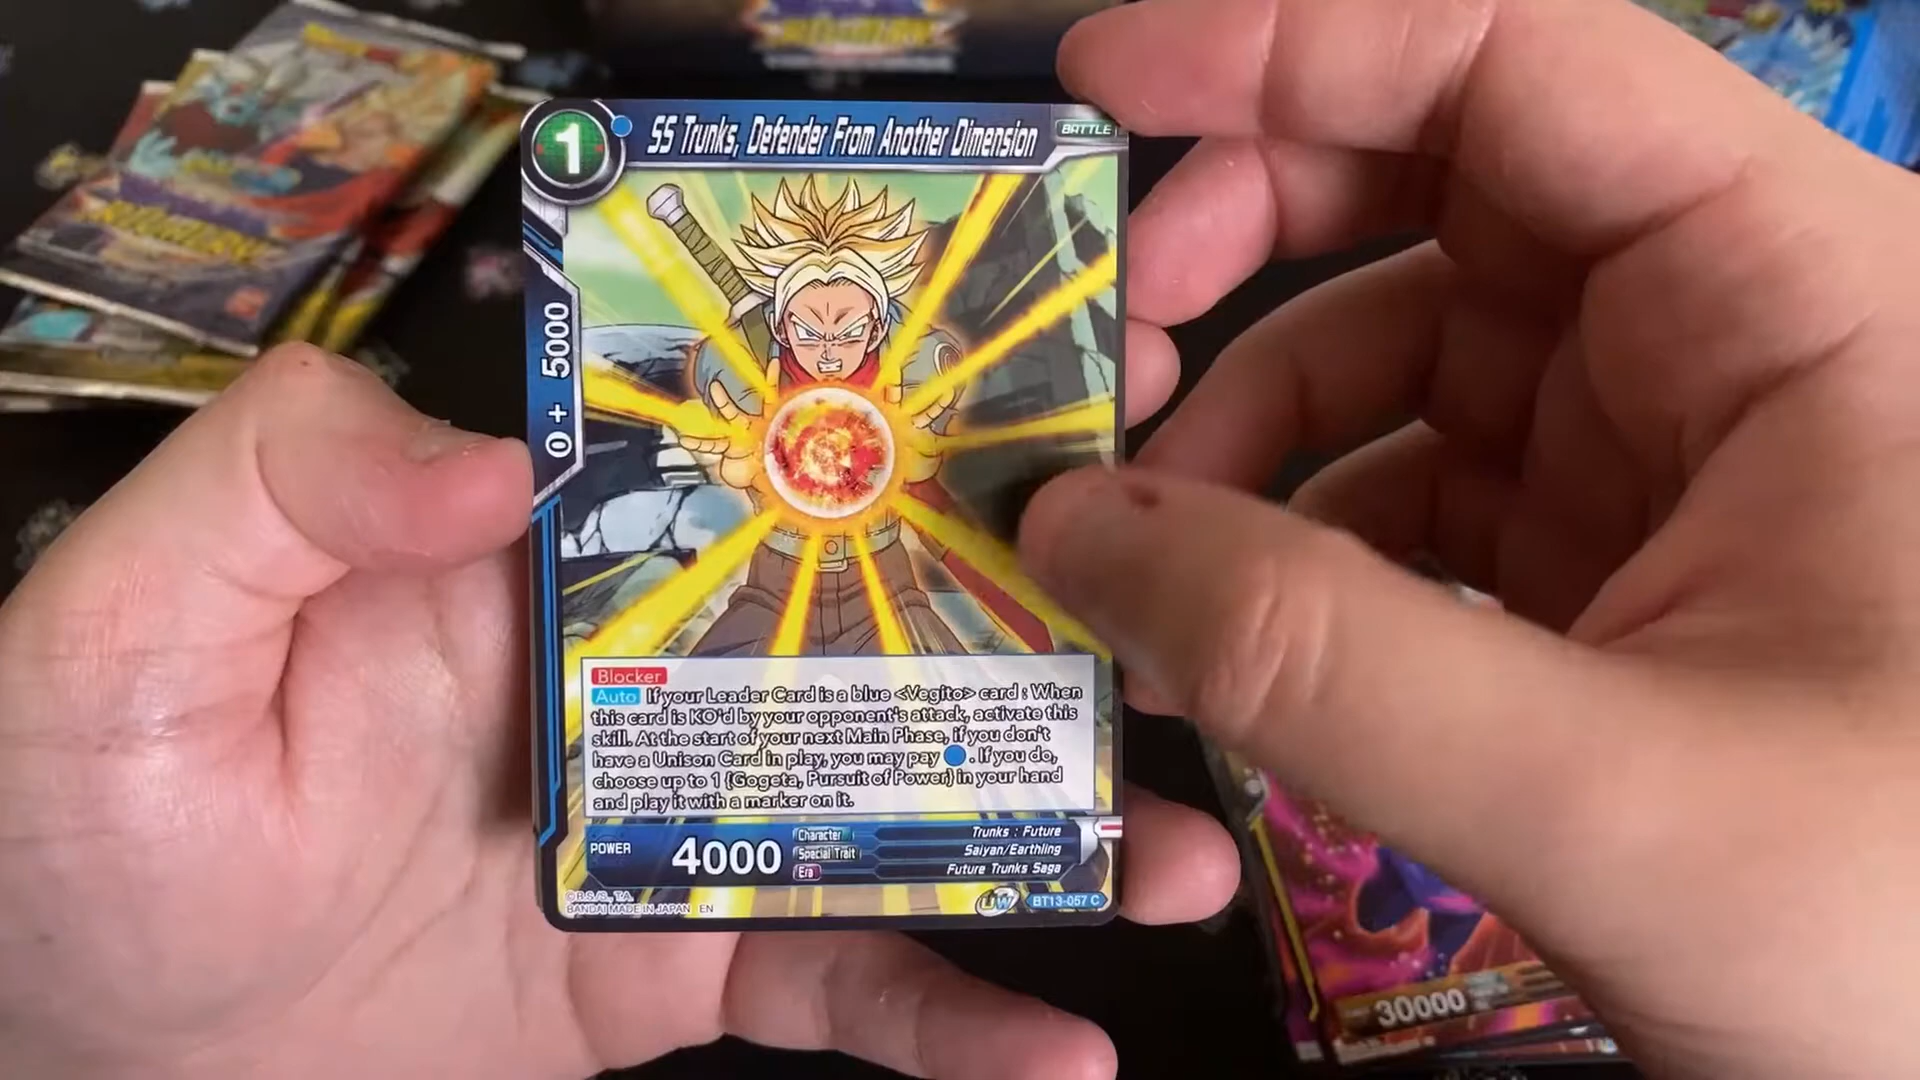 1
SS Trunks, Defender From Another Dimension
BATTLE
0 + 5000
Blocker
Auto If your Leader Card is a blue <Vegito> card : When
this card is KO'd by your opponent's attack, activate this
skill. At the start of your next Main Phase, if you don't
have a Unison Card in play, you may pay . If you do,
choose up to 1 {Gogeta, Pursuit of Power} in your hand
and play it with a marker on it.
POWER 4000
Character Trunks : Future
Special Trait Saiyan/Earthling
Era Future Trunks Saga
©B.S./S., T.A.
BANDAI MADE IN JAPAN EN
UW
BT13-057 C
30000